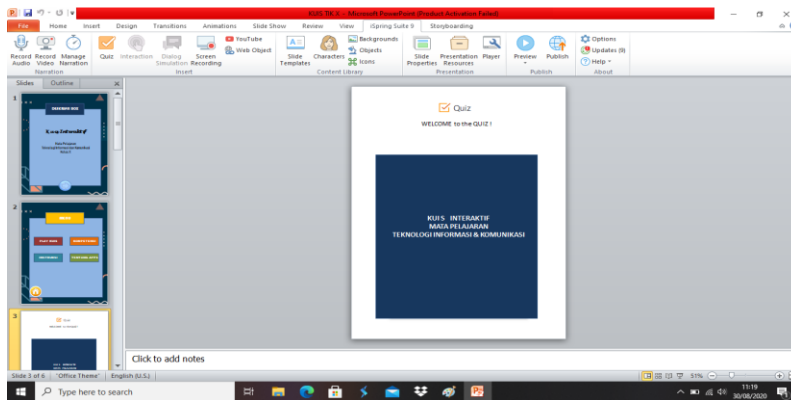 KUIS TIK X - Microsoft PowerPoint (Product Activation Failed)
File Home Insert Design Transitions Animations Slide Show Review View iSpring Suite 9 Storyboarding
Record Audio
Record Video
Manage Narration
Narration
Quiz
Interaction
Dialog Simulation
Screen Recording
YouTube
Web Object
Insert
Slide Templates
Characters
Backgrounds
Objects
Icons
Content Library
Slide Properties
Presentation Resources
Player
Presentation
Preview
Publish
Publish
Options
Updates (9)
Help
About
Slides Outline
1
2
3
Quiz
WELCOME to the QUIZ !
KUIS INTERAKTIF
MATA PELAJARAN
TEKNOLOGI INFORMASI & KOMUNIKASI
Click to add notes
Slide 3 of 6 "Office Theme" English (U.S.) 51%
Type here to search
11:19
30/08/2020